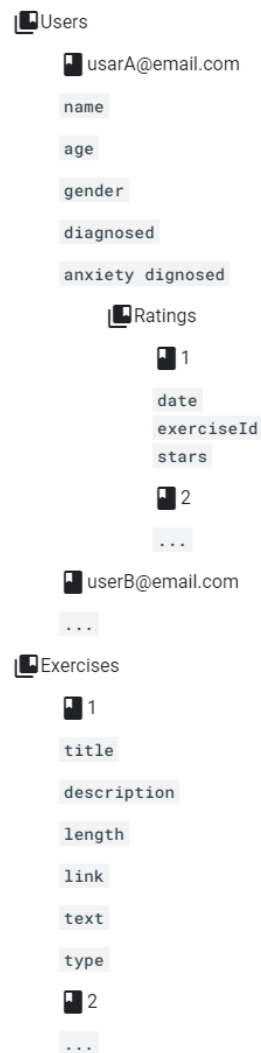 Users
usarA@email.com
name
age
gender
diagnosed
anxiety dignosed
Ratings
1
date
exerciseId
stars
2
...
userB@email.com
...
Exercises
1
title
description
length
link
text
type
2
...